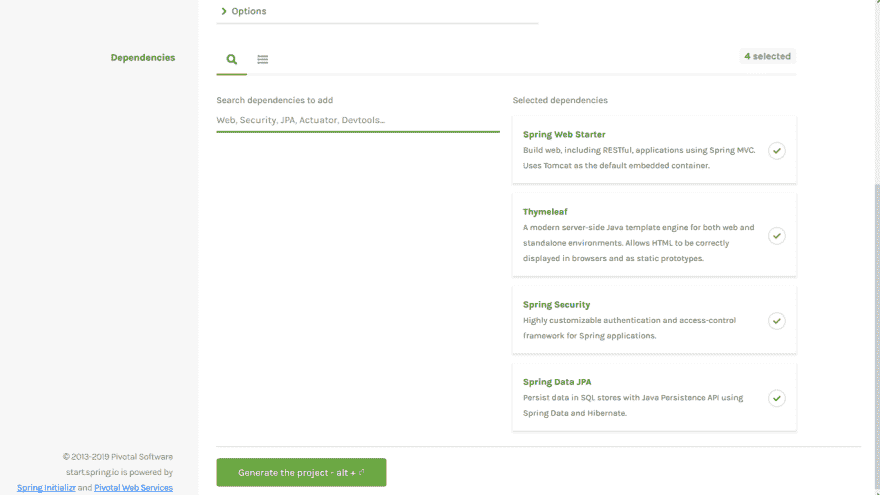 Options
Dependencies
4 selected
Search dependencies to add
Web, Security, JPA, Actuator, Devtools...
Selected dependencies
Spring Web Starter
Build web, including RESTful, applications using Spring MVC.
Uses Tomcat as the default embedded container.
Thymeleaf
A modern server-side Java template engine for both web and
standalone environments. Allows HTML to be correctly
displayed in browsers and as static prototypes.
Spring Security
Highly customizable authentication and access-control
framework for Spring applications.
Spring Data JPA
Persist data in SQL stores with Java Persistence API using
Spring Data and Hibernate.
© 2013-2019 Pivotal Software
start.spring.io is powered by
Spring Initializr and Pivotal Web Services
Generate the project - alt +